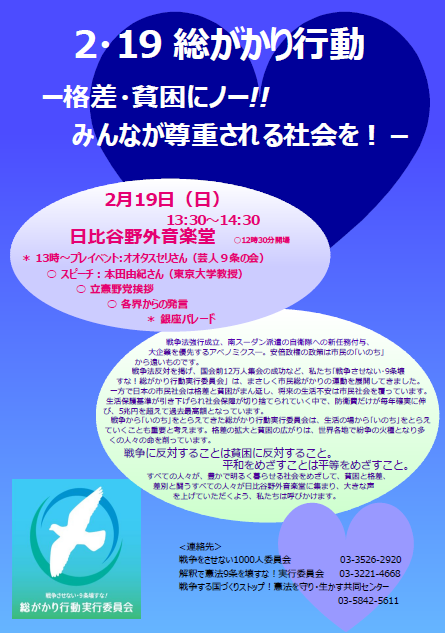 2・19 総がかり行動
ー格差・貧困にノー!!
みんなが尊重される社会を！－
2月19日（日）
13:30～14:30
日比谷野外音楽堂　○12時30分開場
＊ 13時～プレイベント:オオタスセリさん（芸人９条の会）
○ スピーチ：本田由紀さん（東京大学教授）
○ 立憲野党挨拶
○ 各界からの発言
＊ 銀座パレード
戦争法強行成立、南スーダン派遣の自衛隊への新任務付与、
大企業を優先するアベノミクス―。安倍政権の政策は市民の「いのち」
から遠いものです。
戦争法反対を掲げ、国会前12万人集会の成功など、私たち「戦争させない・9条壊
すな！総がかり行動実行委員会」は、まさしく市民総がかりの運動を展開してきました。
一方で日本の市民社会は格差と貧困がまん延し、将来の生活不安は市民社会を覆っています。
生活保護基準が引き下げられ社会保障が切り捨てられていく中で、防衛費だけが毎年確実に伸
び、5兆円を超えて過去最高額となっています。
戦争から「いのち」をとらえてきた総がかり行動実行委員会は、生活の場から「いのち」をとらえ
ていくことも重要と考えます。格差の拡大と貧困の広がりは、世界各地で紛争の火種となり多
くの人々の命を削っています。
戦争に反対することは貧困に反対すること。
平和をめざすことは平等をめざすこと。
すべての人々が、豊かで明るく暮らせる社会をめざして、貧困と格差、
差別と闘うすべての人々が日比谷野外音楽堂に集まり、大きな声
を上げていただくよう、私たちは呼びかけます。
戦争させない・9条壊すな！
総がかり行動実行委員会
<連絡先>
戦争をさせない1000人委員会　03-3526-2920
解釈で憲法9条を壊すな！実行委員会　03-3221-4668
戦争する国づくりストップ！憲法を守り・生かす共同センター
03-5842-5611